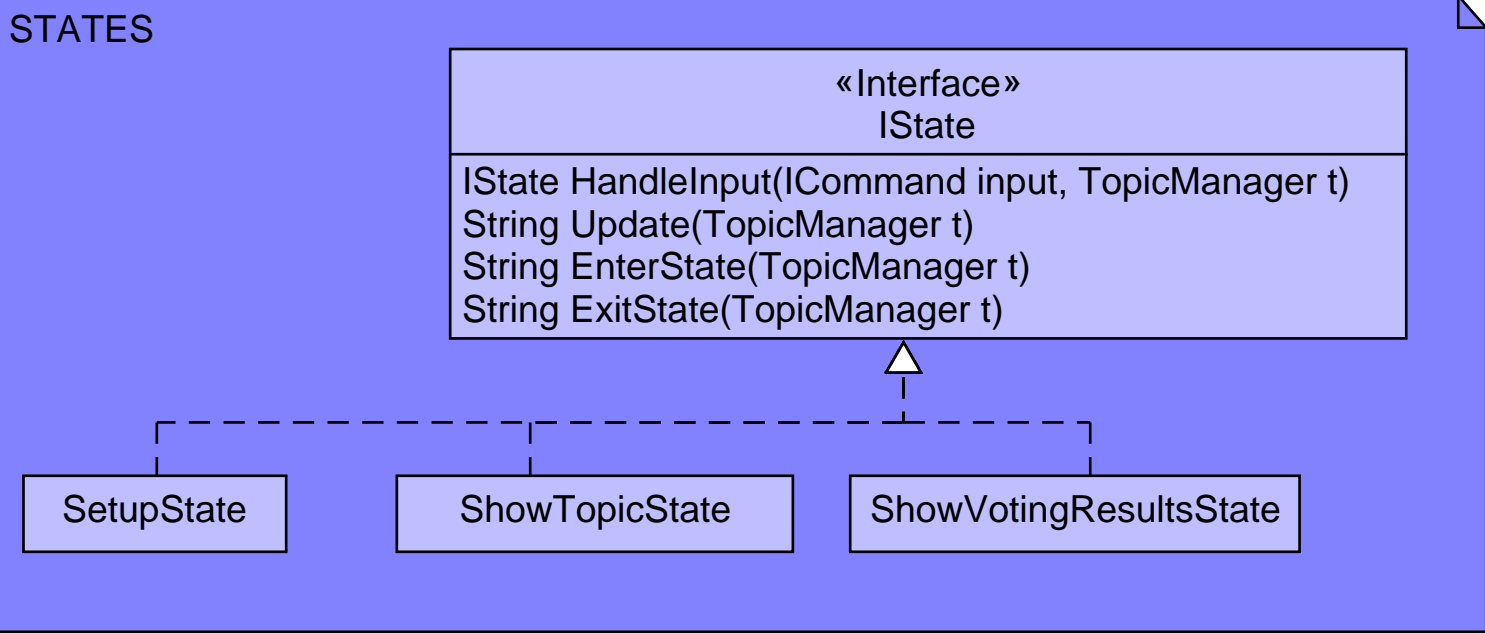 STATES
«Interface»
IState
IState HandleInput(ICommand input, TopicManager t)
String Update(TopicManager t)
String EnterState(TopicManager t)
String ExitState(TopicManager t)
SetupState
ShowTopicState
ShowVotingResultsState